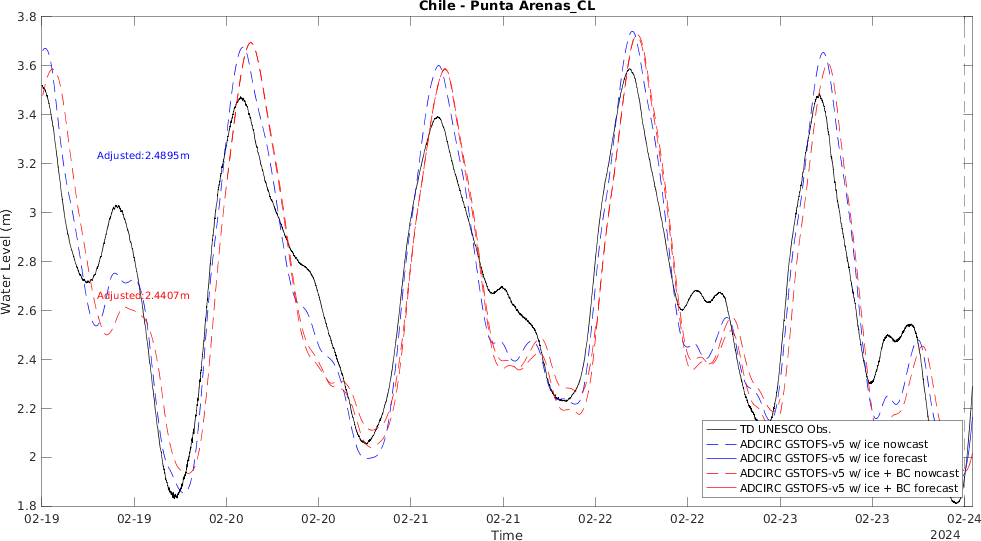 Chile - Punta Arenas_CL
3.8
3.6
3.4
3.2
3
2.8
2.6
2.4
2.2
2
1.8
Water Level (m)
Adjusted:2.4895m
Adjusted:2.4407m
TD UNESCO Obs.
ADCIRC GSTOFS-v5 w/ ice nowcast
ADCIRC GSTOFS-v5 w/ ice forecast
ADCIRC GSTOFS-v5 w/ ice + BC nowcast
ADCIRC GSTOFS-v5 w/ ice + BC forecast
02-19 02-19 02-20 02-20 02-21 02-21 02-22 02-22 02-23 02-23 02-24
Time
2024